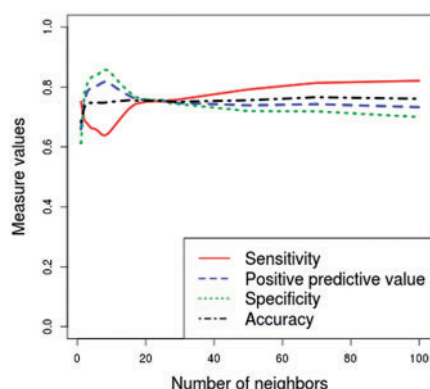 Measure values
1.0
0.8
0.6
0.4
0.2
0.0
Sensitivity
Positive predictive value
Specificity
Accuracy
0 20 40 60 80 100
Number of neighbors